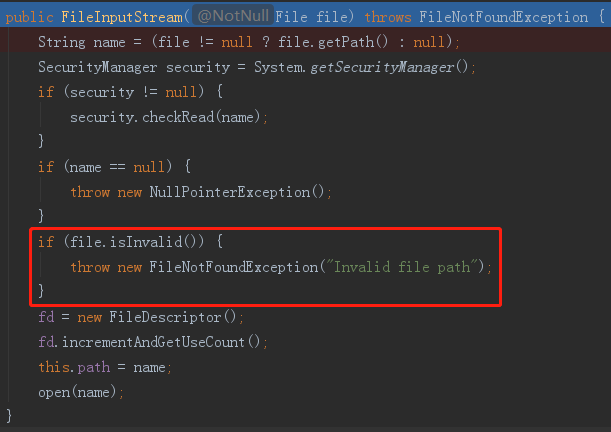 public FileInputStream( @NotNull File file) throws FileNotFoundException {
    String name = (file != null ? file.getPath() : null);
    SecurityManager security = System.getSecurityManager();
    if (security != null) {
        security.checkRead(name);
    }
    if (name == null) {
        throw new NullPointerException();
    }
    if (file.isInvalid()) {
        throw new FileNotFoundException("Invalid file path");
    }
    fd = new FileDescriptor();
    fd.incrementAndGetUseCount();
    this.path = name;
    open(name);
}